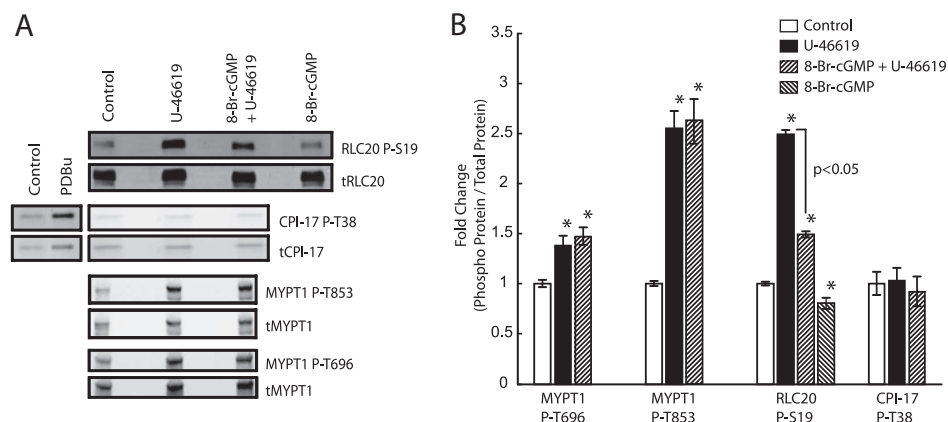 A
Control
U-46619
8-Br-cGMP
+ U-46619
8-Br-cGMP
RLC20 P-S19
tRLC20
Control
PDBu
CPI-17 P-T38
tCPI-17
MYPT1 P-T853
tMYPT1
MYPT1 P-T696
tMYPT1
B
Fold Change
(Phospho Protein / Total Protein)
3.5
3
2.5
2
1.5
1
0.5
0
Control
U-46619
8-Br-cGMP + U-46619
8-Br-cGMP
* *
* *
*
p<0.05
*
*
MYPT1
P-T696
MYPT1
P-T853
RLC20
P-S19
CPI-17
P-T38